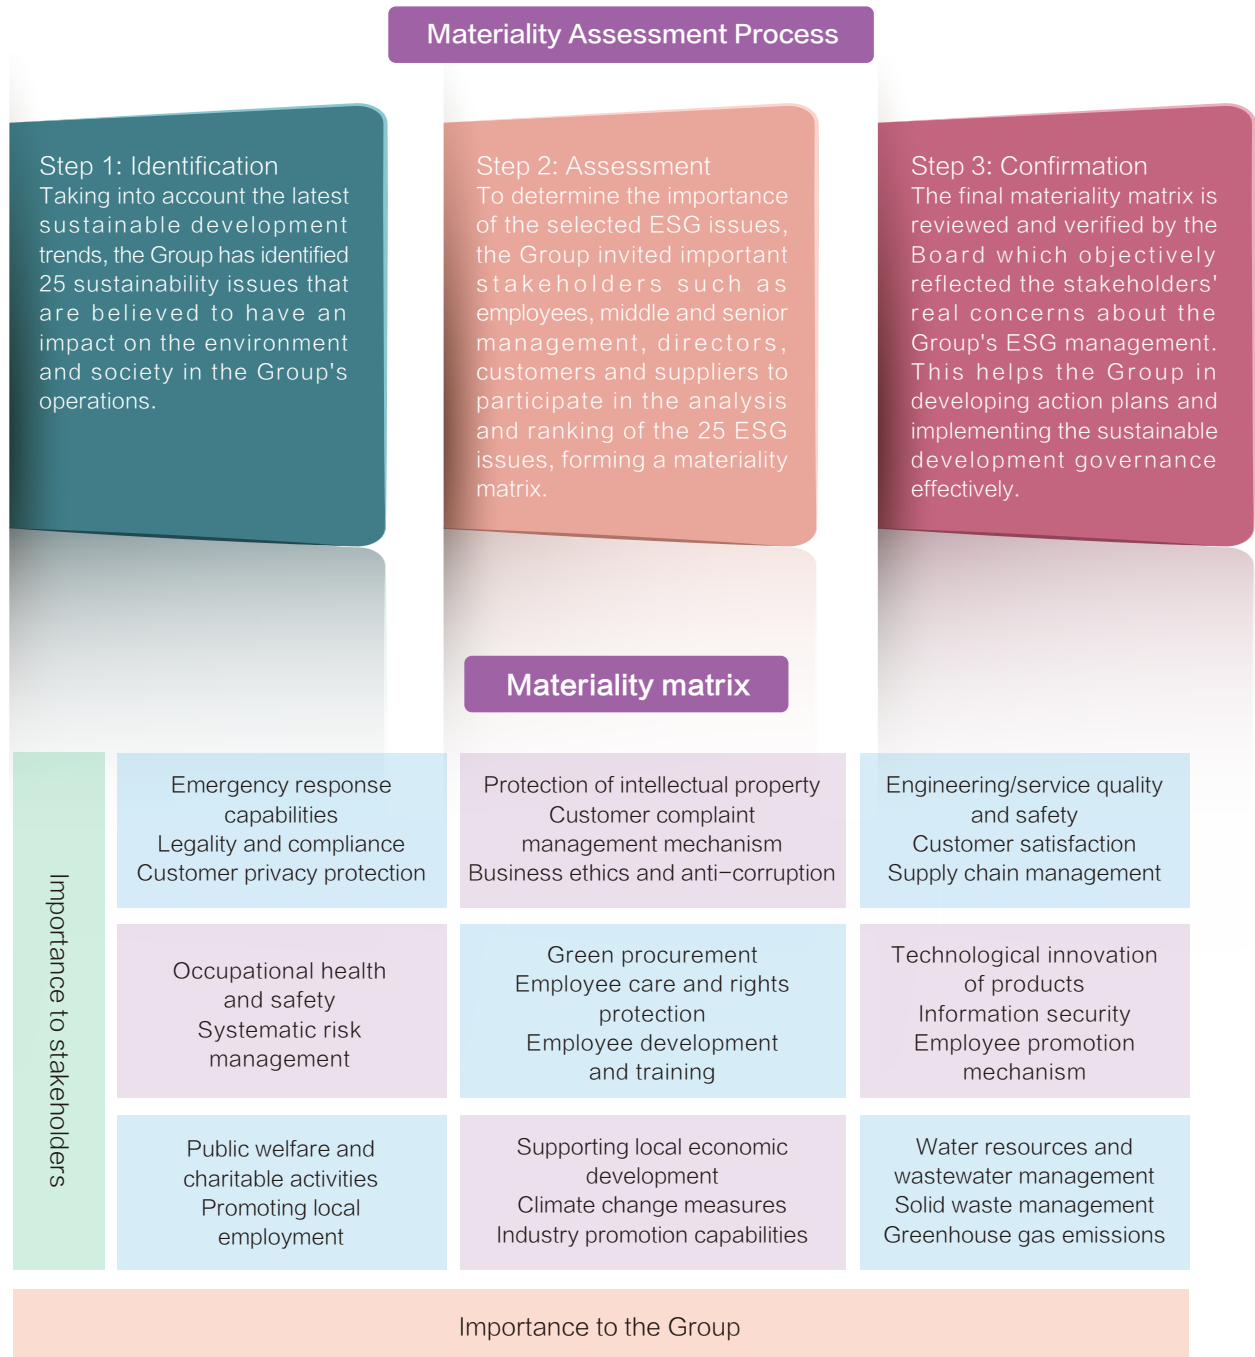 Materiality Assessment Process
Step 1: Identification
Taking into account the latest
sustainable development
trends, the Group has identified
25 sustainability issues that
are believed to have an
impact on the environment
and society in the Group's
operations.
Step 2: Assessment
To determine the importance
of the selected ESG issues,
the Group invited important
stakeholders such as
employees, middle and senior
management, directors,
customers and suppliers to
participate in the analysis
and ranking of the 25 ESG
issues, forming a materiality
matrix.
Step 3: Confirmation
The final materiality matrix is
reviewed and verified by the
Board which objectively
reflected the stakeholders'
real concerns about the
Group's ESG management.
This helps the Group in
developing action plans and
implementing the sustainable
development governance
effectively.
Materiality matrix
Importance to stakeholders
Emergency response
capabilities
Legality and compliance
Customer privacy protection
Protection of intellectual property
Customer complaint
management mechanism
Business ethics and anti-corruption
Engineering/service quality
and safety
Customer satisfaction
Supply chain management
Occupational health
and safety
Systematic risk
management
Green procurement
Employee care and rights
protection
Employee development
and training
Technological innovation
of products
Information security
Employee promotion
mechanism
Public welfare and
charitable activities
Promoting local
employment
Supporting local economic
development
Climate change measures
Industry promotion capabilities
Water resources and
wastewater management
Solid waste management
Greenhouse gas emissions
Importance to the Group